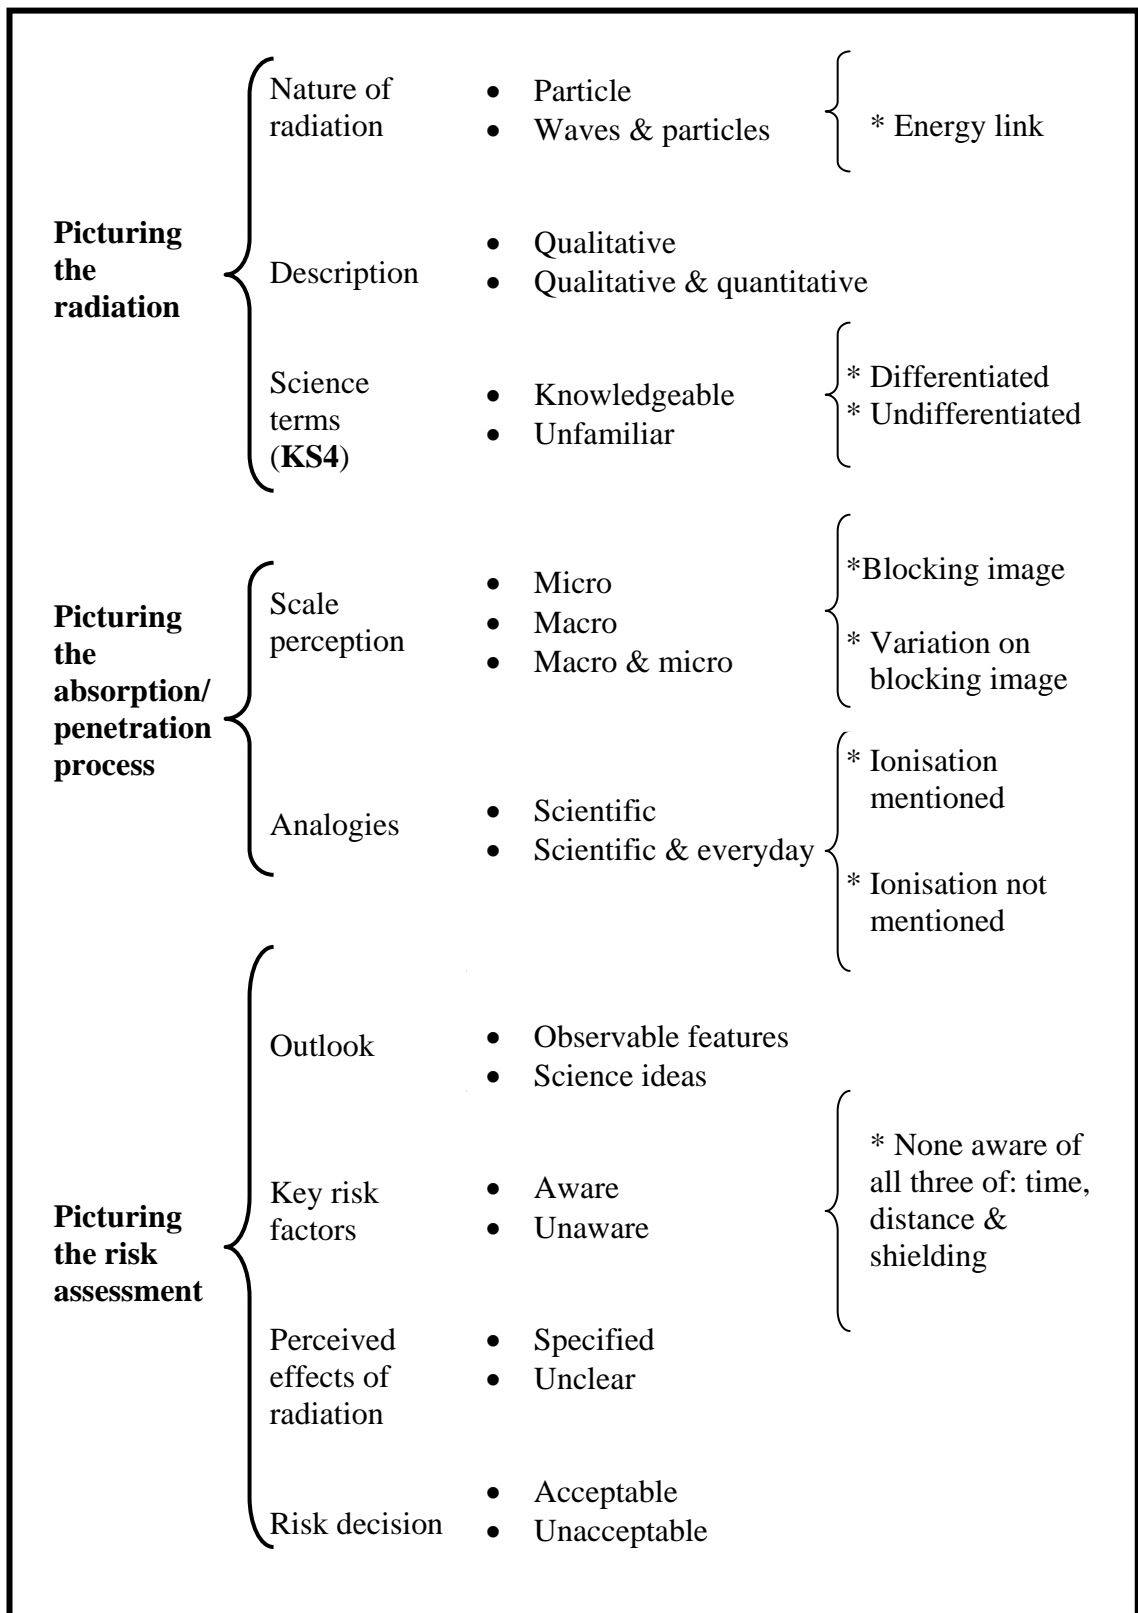 Nature of
radiation
• Particle
• Waves & particles
* Energy link
Picturing
the
radiation
Description
• Qualitative
• Qualitative & quantitative
Science
terms
(KS4)
• Knowledgeable
• Unfamiliar
* Differentiated
* Undifferentiated
Picturing
the
absorption/
penetration
process
Scale
perception
• Micro
• Macro
• Macro & micro
*Blocking image
* Variation on
blocking image
Analogies
• Scientific
• Scientific & everyday
* Ionisation
mentioned
* Ionisation not
mentioned
Picturing
the risk
assessment
Outlook
• Observable features
• Science ideas
Key risk
factors
• Aware
• Unaware
* None aware of
all three of: time,
distance &
shielding
Perceived
effects of
radiation
• Specified
• Unclear
Risk decision
• Acceptable
• Unacceptable